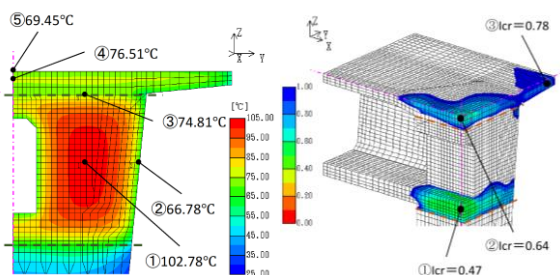 ⑤69.45℃
④76.51℃
③74.81℃
②66.78℃
①102.78℃
Z
X
Y
[℃]
105.00
95.00
85.00
75.00
65.00
55.00
45.00
35.00
25.00
Z
Y
X
1.00
0.80
0.60
0.40
0.20
0.00
③Icr=0.78
②Icr=0.64
①Icr=0.47